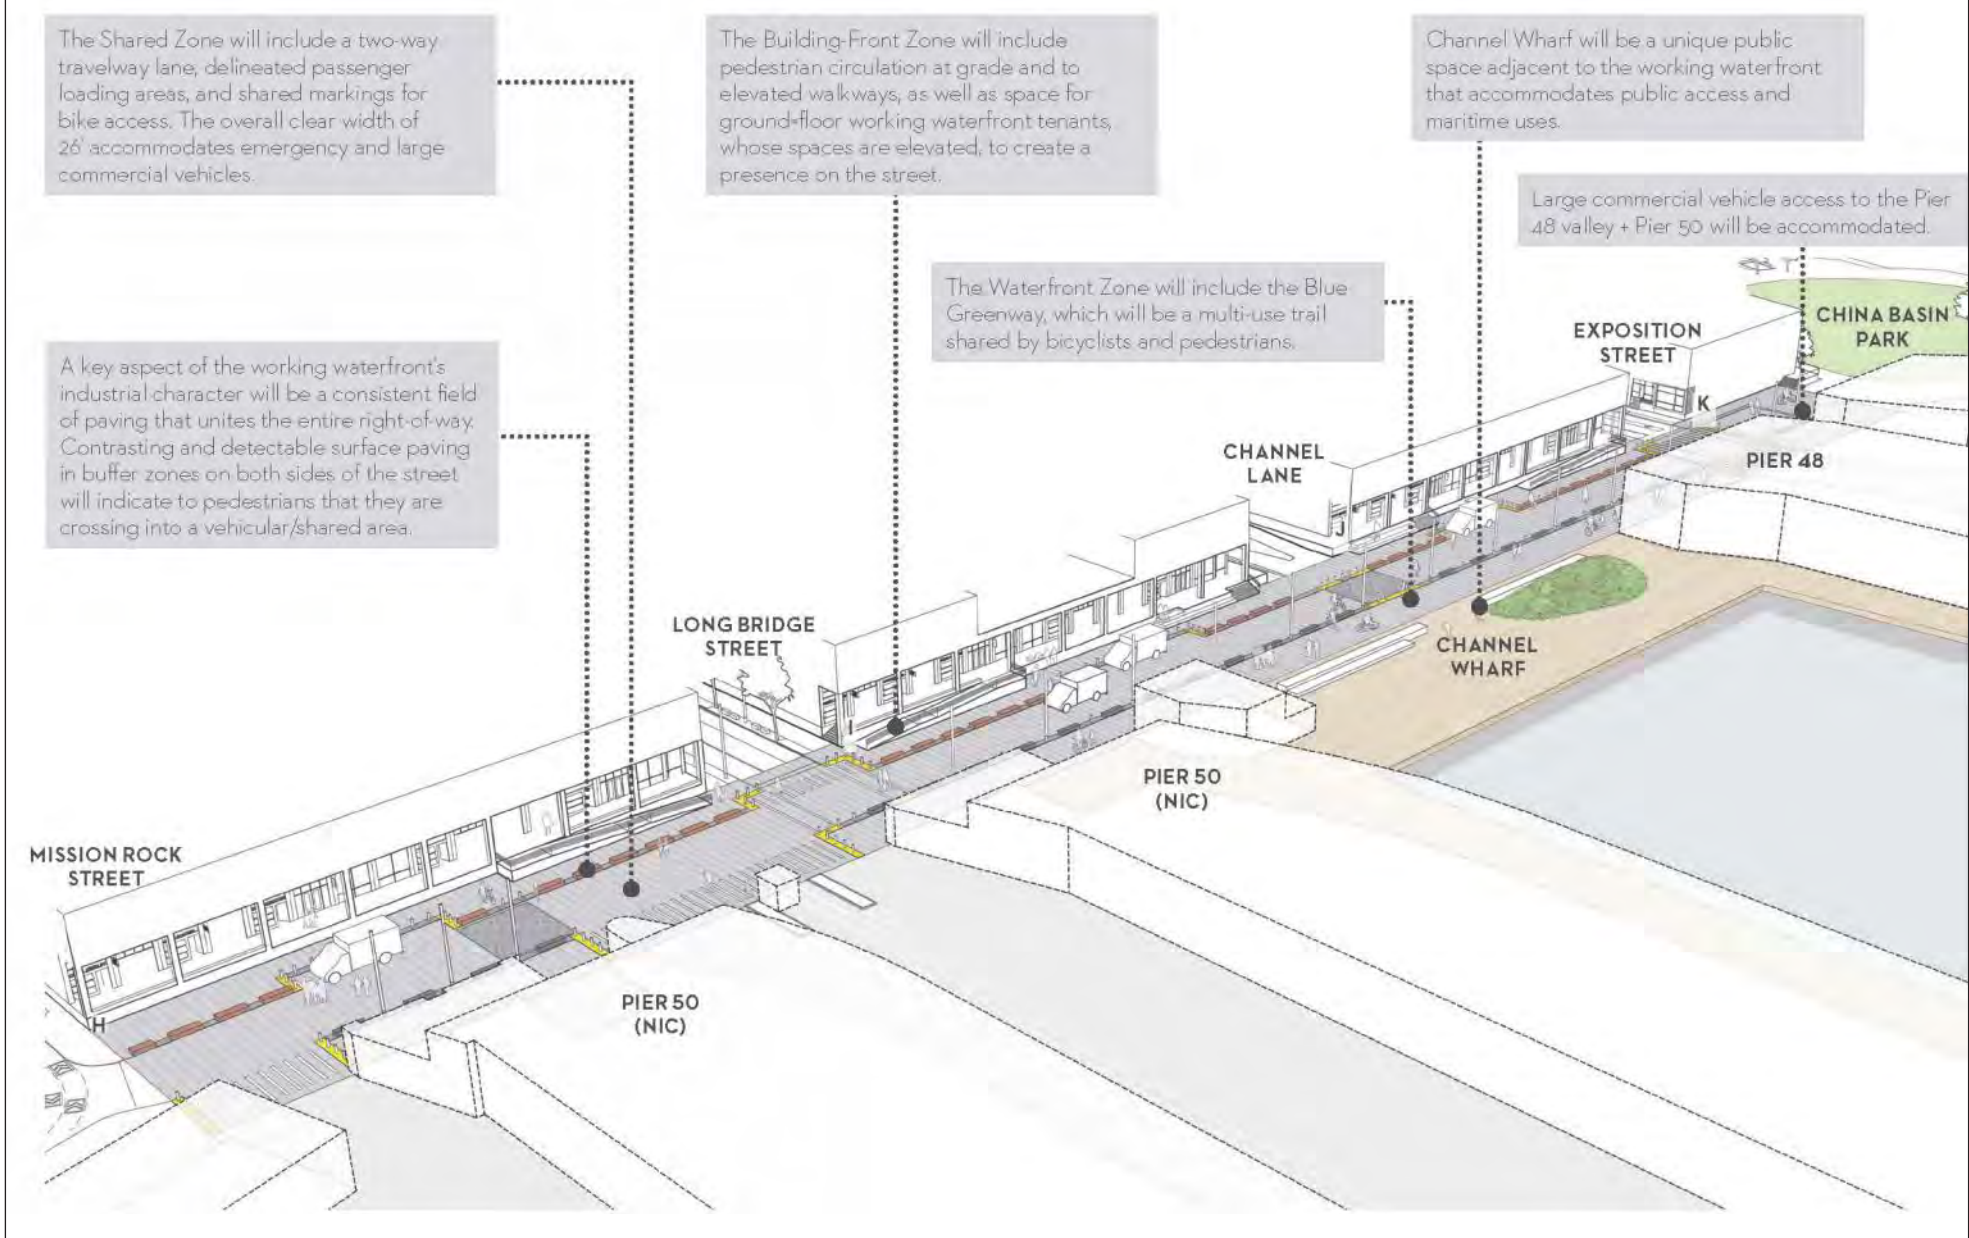 The Shared Zone will include a two-way
travelway lane, delineated passenger
loading areas, and shared markings for
bike access. The overall clear width of
26' accommodates emergency and large
commercial vehicles.
The Building-Front Zone will include
pedestrian circulation at grade and to
elevated walkways, as well as space for
ground-floor working waterfront tenants,
whose spaces are elevated, to create a
presence on the street.
Channel Wharf will be a unique public
space adjacent to the working waterfront
that accommodates public access and
maritime uses.
Large commercial vehicle access to the Pier
48 valley + Pier 50 will be accommodated.
The Waterfront Zone will include the Blue
Greenway, which will be a multi-use trail
shared by bicyclists and pedestrians.
A key aspect of the working waterfront's
industrial character will be a consistent field
of paving that unites the entire right-of-way.
Contrasting and detectable surface paving
in buffer zones on both sides of the street
will indicate to pedestrians that they are
crossing into a vehicular/shared area.
CHINA BASIN
PARK
EXPOSITION
STREET
K
PIER 48
CHANNEL
LANE
J
CHANNEL
WHARF
LONG BRIDGE
STREET
I
PIER 50
(NIC)
MISSION ROCK
STREET
H
PIER 50
(NIC)